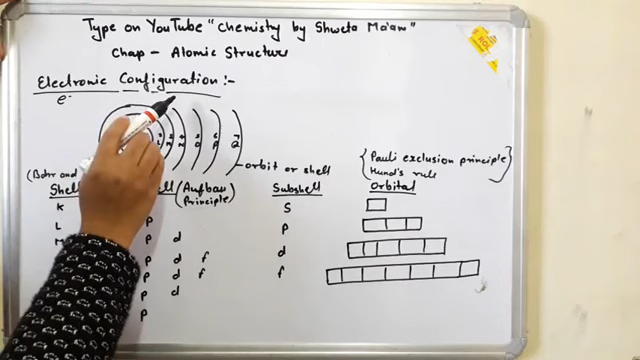 Type on YouTube "Chemistry by Shweta Ma'am"
Chap - Atomic Structure
Electronic Configuration :-
e⁻
orbit or shell
{Pauli exclusion principle}
Hund's rule
(Bohr and
(Aufbau Principle)
Subshell
Orbital
K
S
L p
p
M p d
d
p d f
f
p d f
p d
p